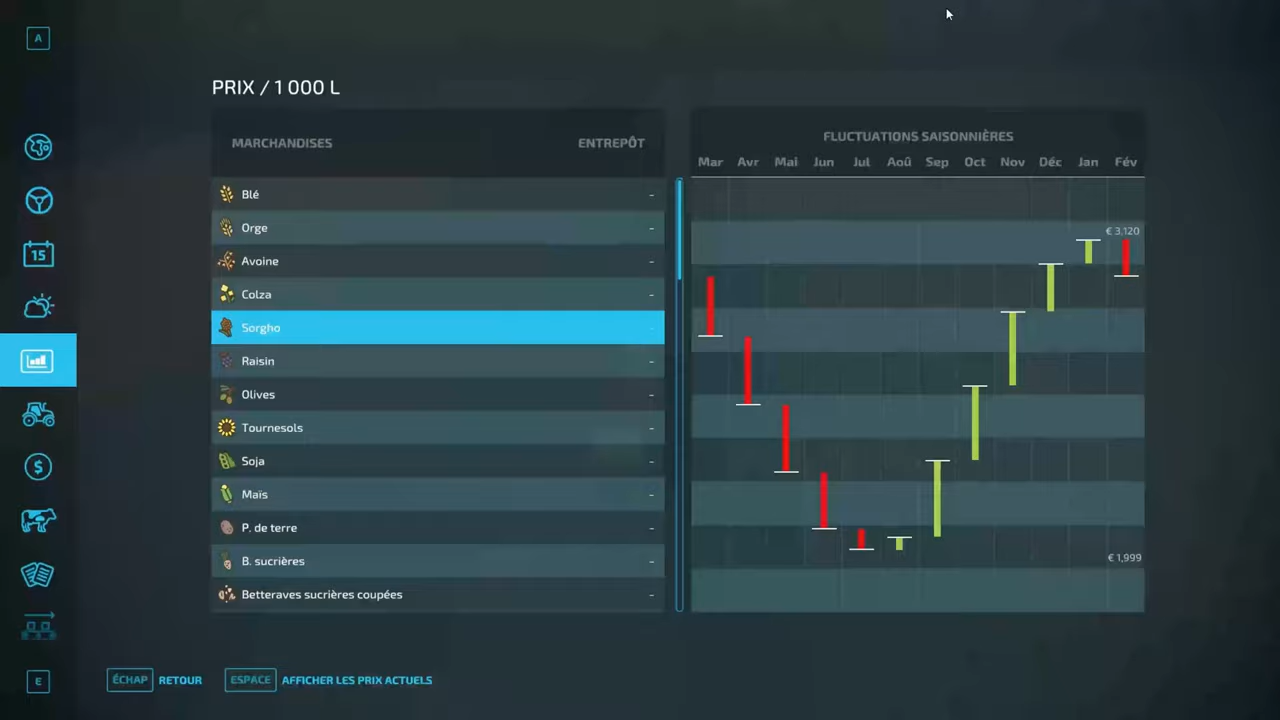 A
PRIX / 1 000 L
MARCHANDISES ENTREPÔT
FLUCTUATIONS SAISONNIÈRES
Mar Avr Mai Jun Jul Aoû Sep Oct Nov Déc Jan Fév
Blé -
Orge -
Avoine -
Colza -
Sorgho -
Raisin -
Olives -
Tournesols -
Soja -
Maïs -
P. de terre -
B. sucrières -
Betteraves sucrières coupées -
€ 3,120
€ 1,999
15
$
E
ÉCHAP RETOUR ESPACE AFFICHER LES PRIX ACTUELS